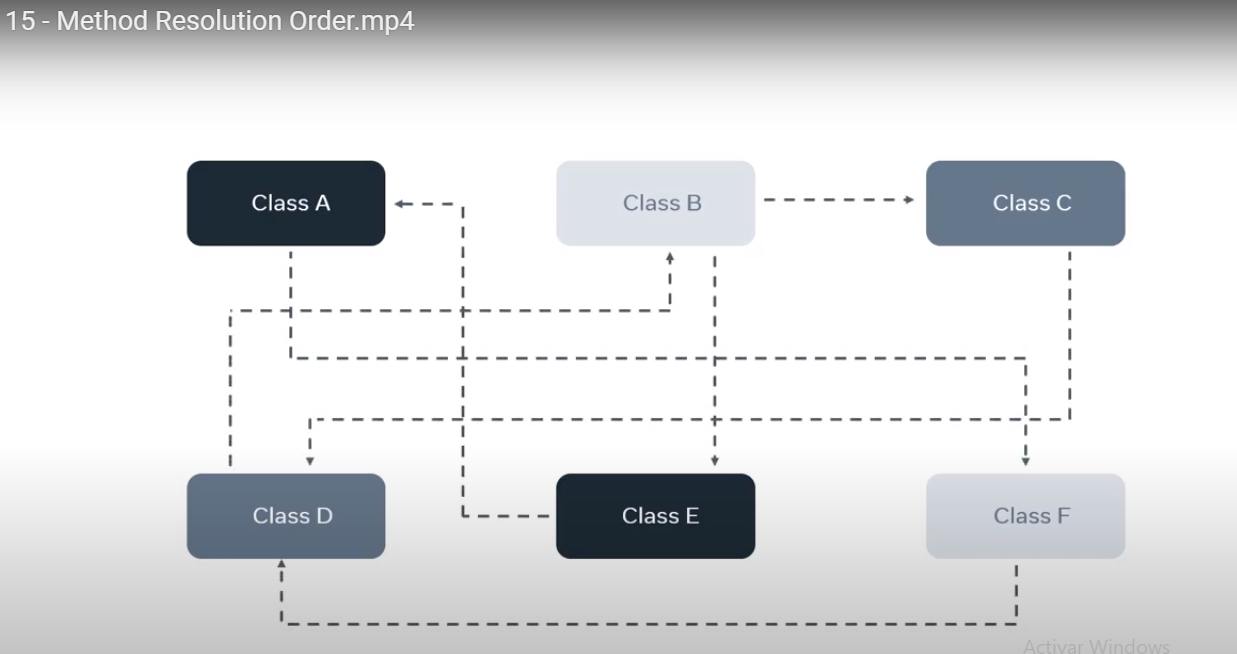 15 - Method Resolution Order.mp4
Class A
Class B
Class C
Class D
Class E
Class F
Activar Windows